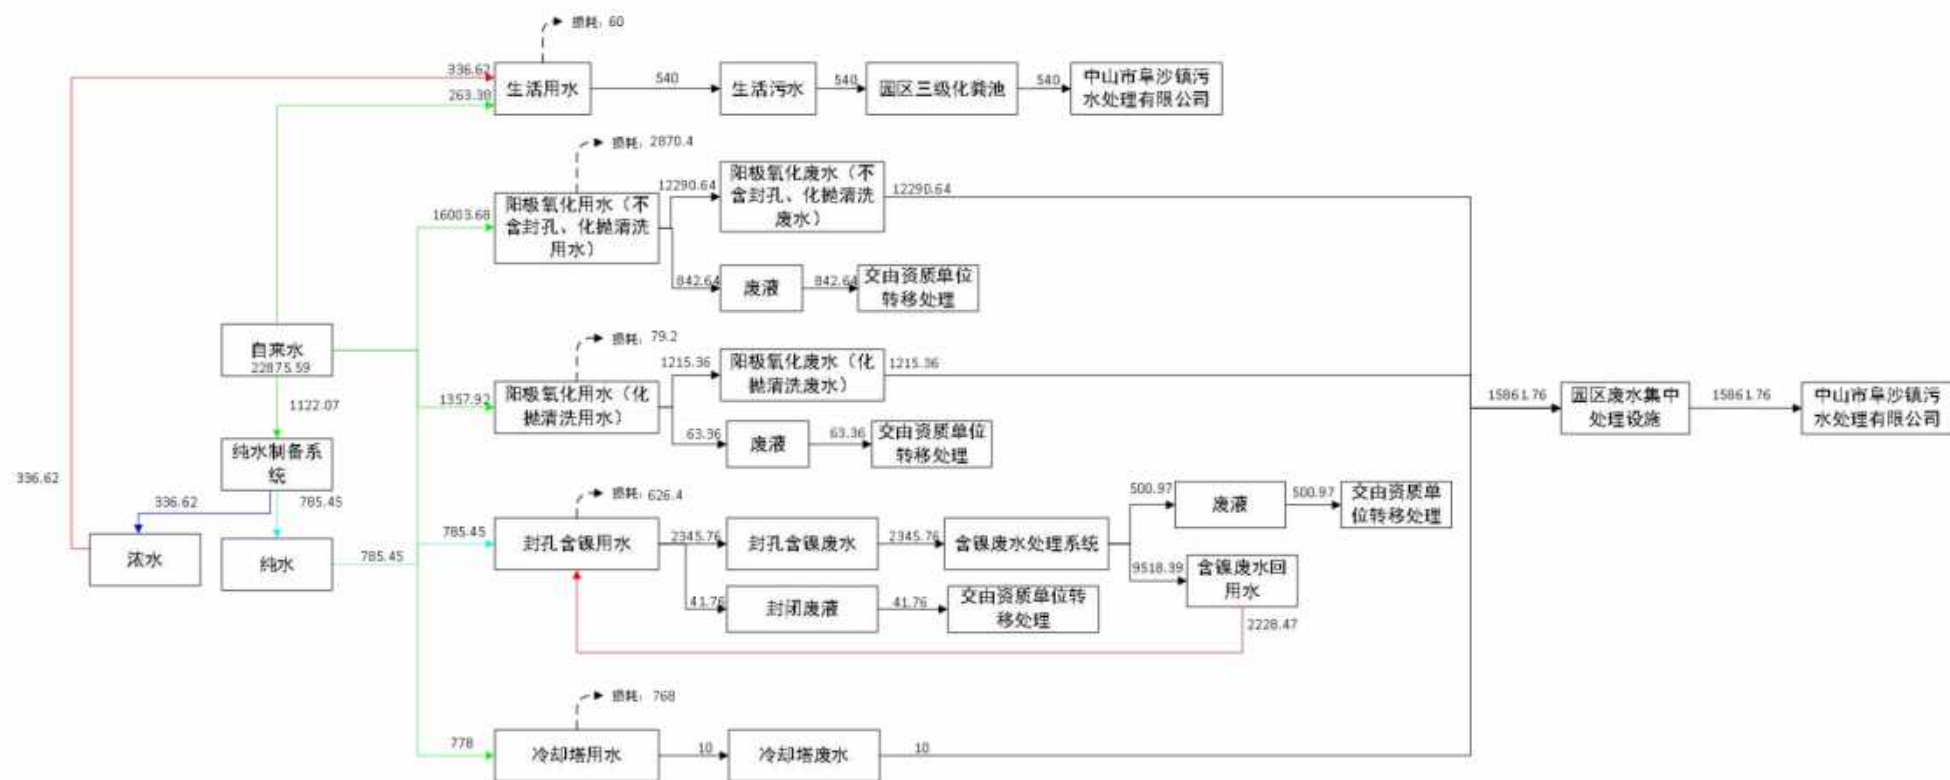 损耗：60
336.62
263.38
生活用水
540
生活污水
540
园区三级化粪池
540
中山市阜沙镇污
水处理有限公司
损耗：2870.4
16003.68
阳极氧化用水（不
含封孔、化抛清洗
用水）
12290.64
阳极氧化废水（不
含封孔、化抛清洗
废水）
12290.64
842.64
废液
842.64
交由资质单位
转移处理
自来水
22875.59
1122.07
纯水制备系
统
336.62
336.62
785.45
浓水
纯水
785.45
损耗：79.2
1357.92
阳极氧化用水（化
抛清洗用水）
1215.36
阳极氧化废水（化
抛清洗废水）
1215.36
63.36
废液
63.36
交由资质单位
转移处理
15861.76
园区废水集中
处理设施
15861.76
中山市阜沙镇污
水处理有限公司
损耗：626.4
785.45
封孔含镍用水
2345.76
封孔含镍废水
2345.76
含镍废水处理系统
500.97
废液
500.97
交由资质单
位转移处理
9518.39
含镍废水回
用水
2228.47
41.76
封闭废液
41.76
交由资质单位转
移处理
损耗：768
778
冷却塔用水
10
冷却塔废水
10